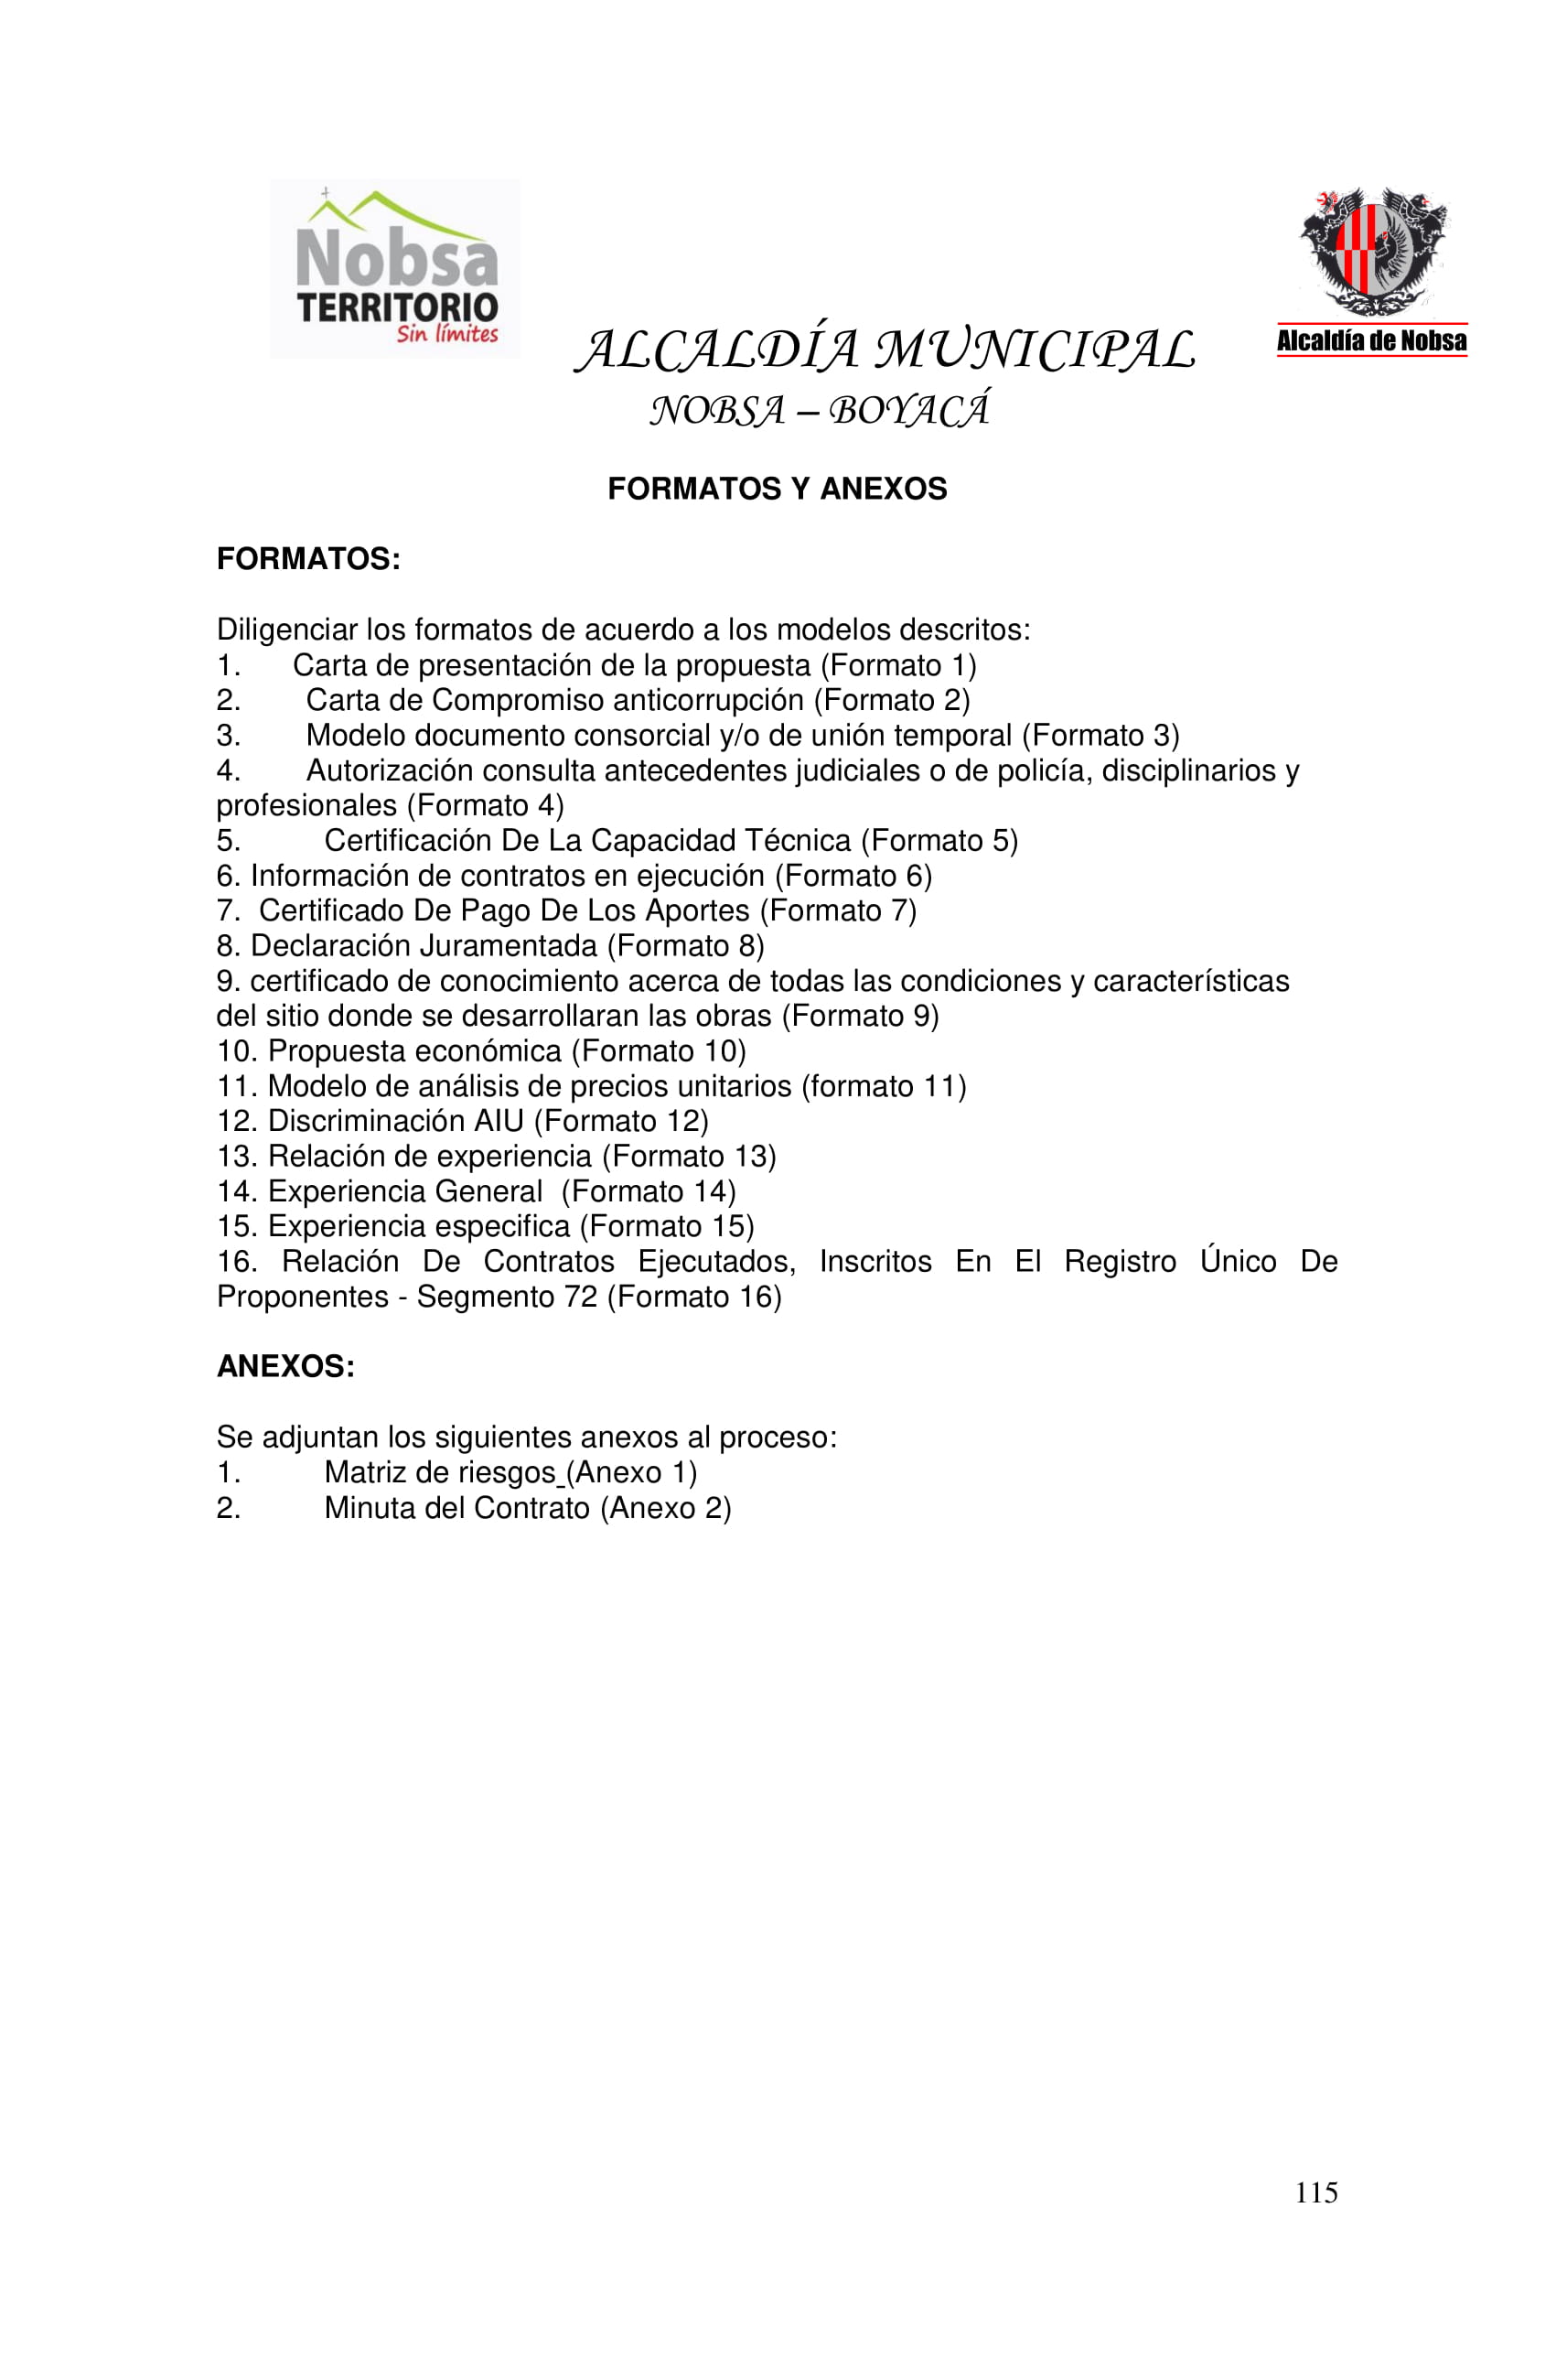 Nobsa
TERRITORIO
Sin límites
Alcaldía de Nobsa
ALCALDÍA MUNICIPAL
NOBSA – BOYACÁ
FORMATOS Y ANEXOS
FORMATOS:
Diligenciar los formatos de acuerdo a los modelos descritos:
1. Carta de presentación de la propuesta (Formato 1)
2. Carta de Compromiso anticorrupción (Formato 2)
3. Modelo documento consorcial y/o de unión temporal (Formato 3)
4. Autorización consulta antecedentes judiciales o de policía, disciplinarios y
profesionales (Formato 4)
5. Certificación De La Capacidad Técnica (Formato 5)
6. Información de contratos en ejecución (Formato 6)
7. Certificado De Pago De Los Aportes (Formato 7)
8. Declaración Juramentada (Formato 8)
9. certificado de conocimiento acerca de todas las condiciones y características
del sitio donde se desarrollaran las obras (Formato 9)
10. Propuesta económica (Formato 10)
11. Modelo de análisis de precios unitarios (formato 11)
12. Discriminación AIU (Formato 12)
13. Relación de experiencia (Formato 13)
14. Experiencia General (Formato 14)
15. Experiencia especifica (Formato 15)
16. Relación De Contratos Ejecutados, Inscritos En El Registro Único De
Proponentes - Segmento 72 (Formato 16)
ANEXOS:
Se adjuntan los siguientes anexos al proceso:
1. Matriz de riesgos (Anexo 1)
2. Minuta del Contrato (Anexo 2)
115